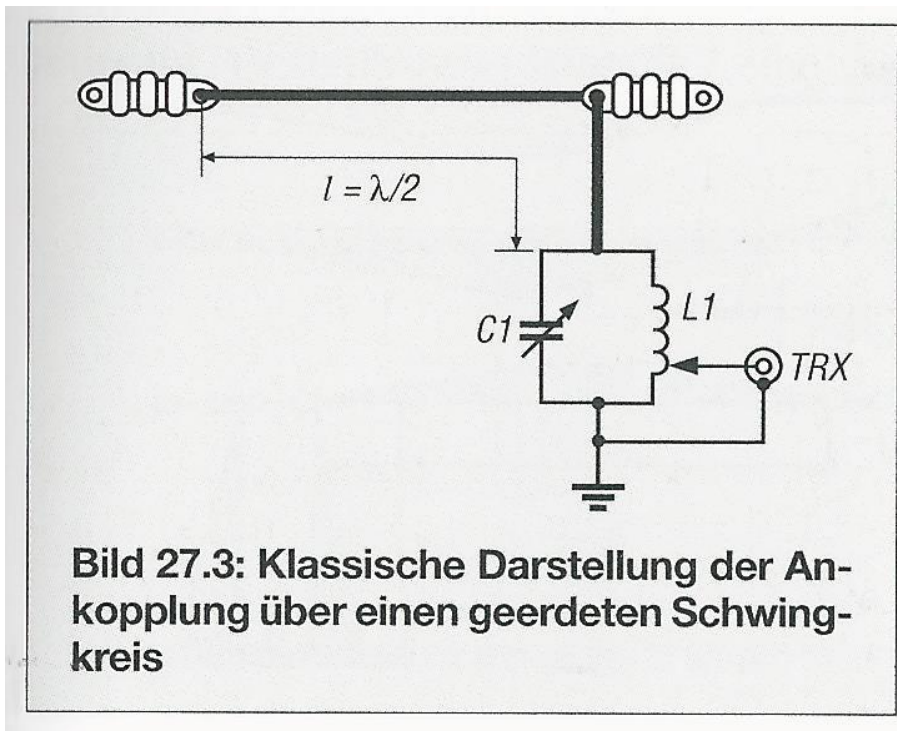 l = λ/2
C1
L1
TRX
Bild 27.3: Klassische Darstellung der An-
kopplung über einen geerdeten Schwing-
kreis